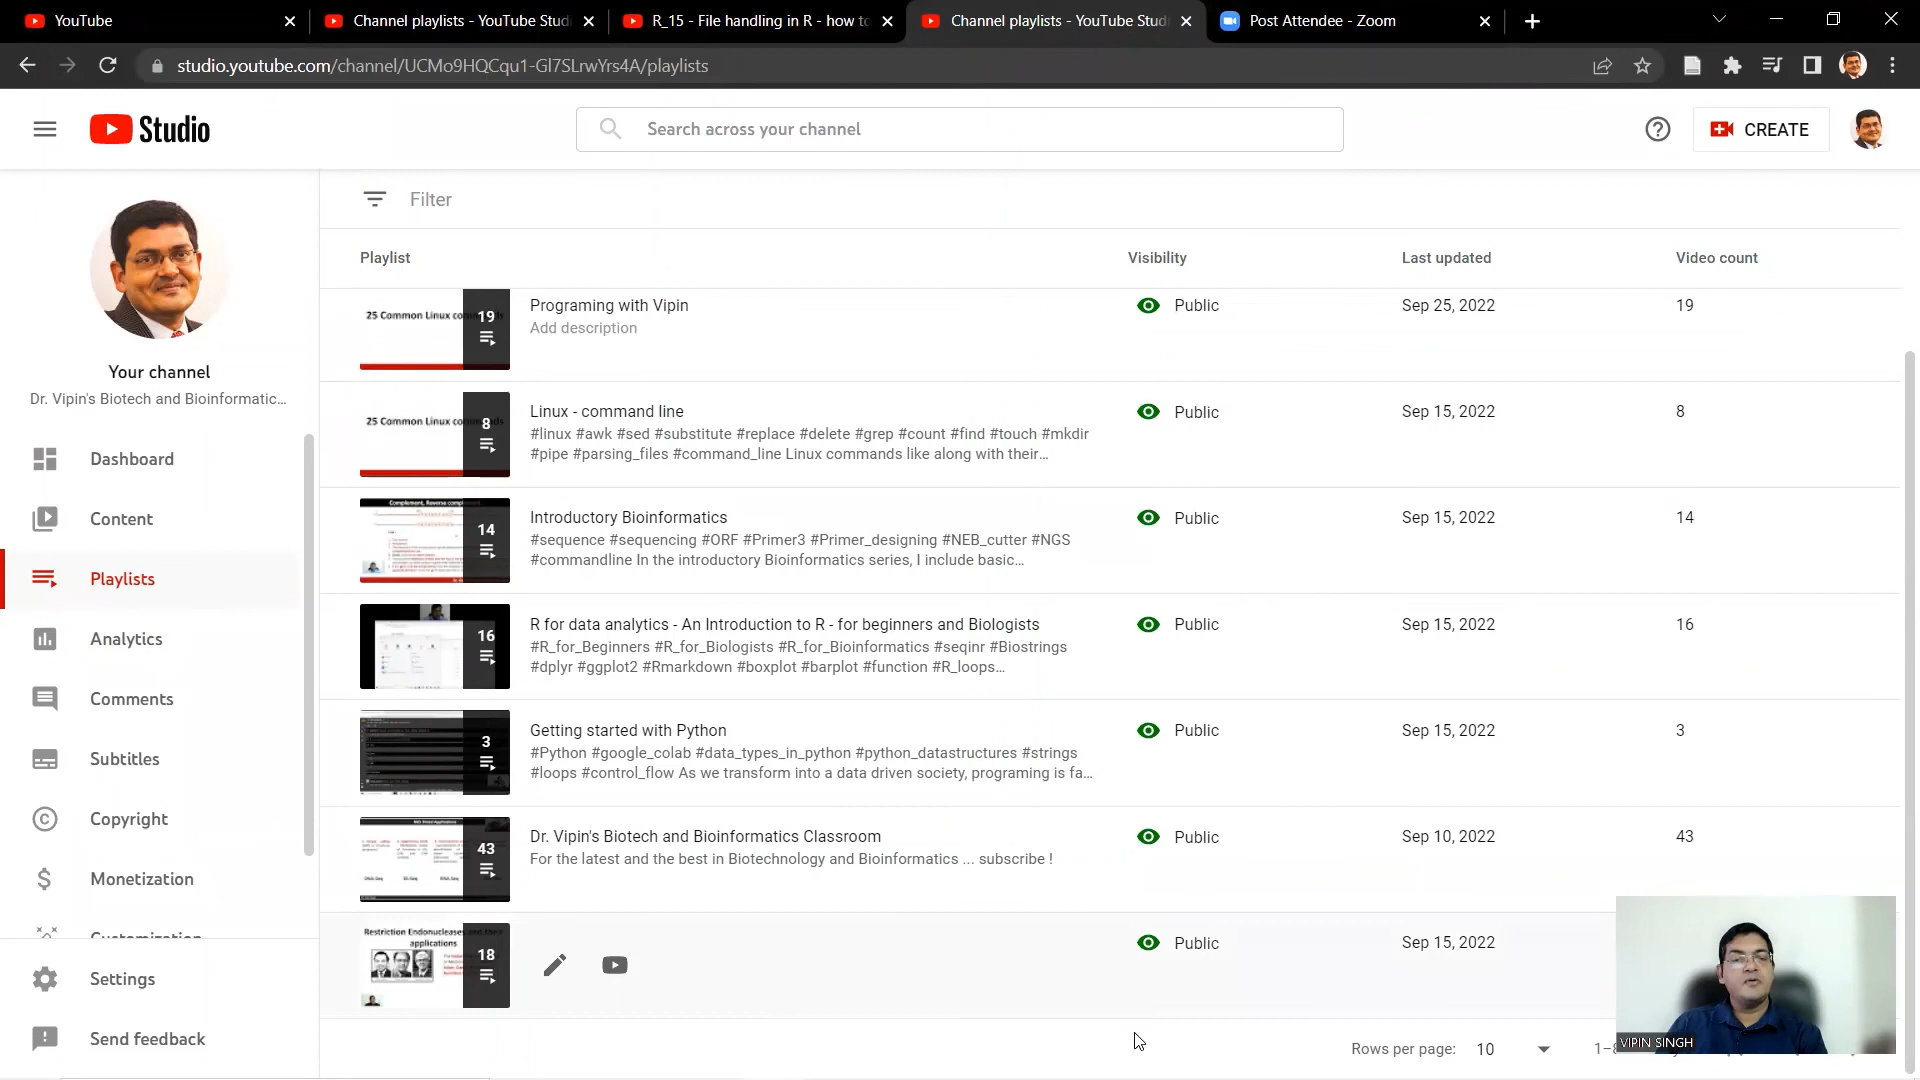 YouTube
Channel playlists - YouTube Studi
R_15 - File handling in R - how to
Channel playlists - YouTube Studi
Post Attendee - Zoom
studio.youtube.com/channel/UCMo9HQCqu1-Gl7SLrwYrs4A/playlists
Studio
Search across your channel
CREATE
Your channel
Dr. Vipin's Biotech and Bioinformatic...
Dashboard
Content
Playlists
Analytics
Comments
Subtitles
Copyright
Monetization
Customization
Settings
Send feedback
Filter
Playlist Visibility Last updated Video count
25 Common Linux commands
19
Programing with Vipin Public Sep 25, 2022 19
Add description
25 Common Linux commands
8
Linux - command line Public Sep 15, 2022 8
#linux #awk #sed #substitute #replace #delete #grep #count #find #touch #mkdir
#pipe #parsing_files #command_line Linux commands like along with their...
14
Introductory Bioinformatics Public Sep 15, 2022 14
#sequence #sequencing #ORF #Primer3 #Primer_designing #NEB_cutter #NGS
#commandline In the introductory Bioinformatics series, I include basic...
16
R for data analytics - An Introduction to R - for beginners and Biologists Public Sep 15, 2022 16
#R_for_Beginners #R_for_Biologists #R_for_Bioinformatics #seqinr #Biostrings
#dplyr #ggplot2 #Rmarkdown #boxplot #barplot #function #R_loops...
3
Getting started with Python Public Sep 15, 2022 3
#Python #google_colab #data_types_in_python #python_datastructures #strings
#loops #control_flow As we transform into a data driven society, programing is fa...
43
Dr. Vipin's Biotech and Bioinformatics Classroom Public Sep 10, 2022 43
For the latest and the best in Biotechnology and Bioinformatics ... subscribe !
Restriction Endonucleases and their
applications
18
Public Sep 15, 2022
Rows per page: 10 1–8
VIPIN SINGH